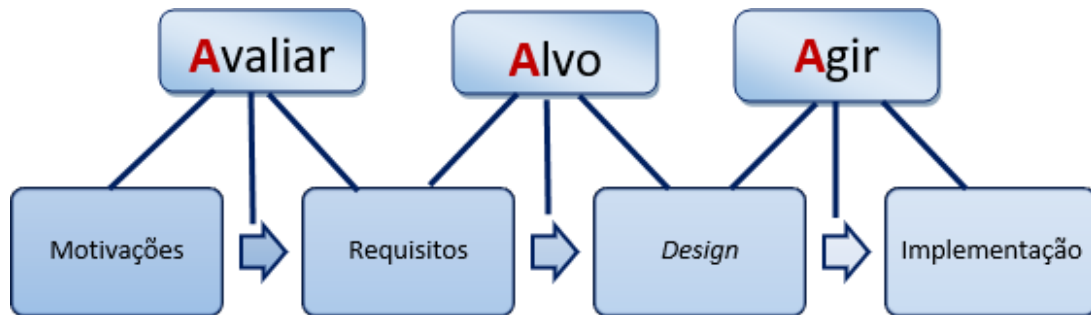 Avaliar
Alvo
Agir
Motivações
Requisitos
Design
Implementação